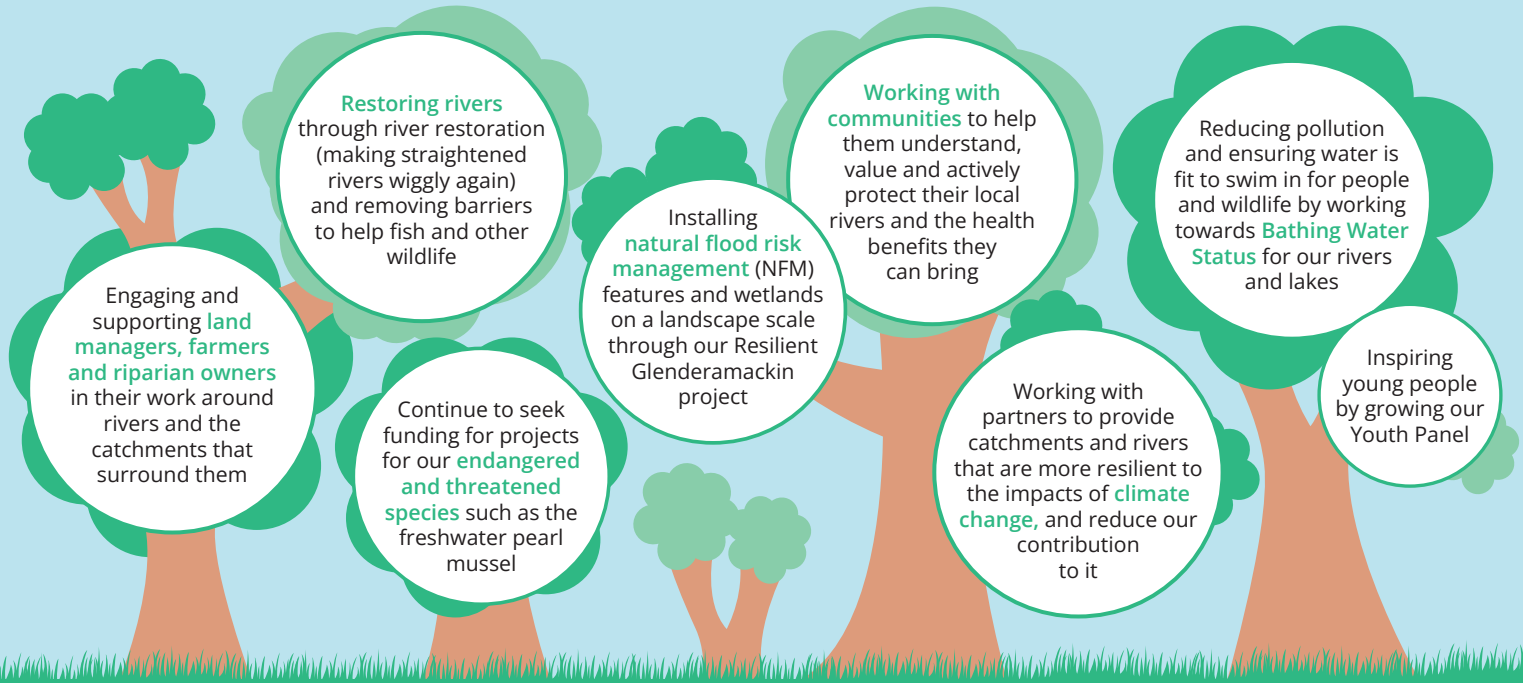 Restoring rivers
through river restoration
(making straightened
rivers wiggly again)
and removing barriers
to help fish and other
wildlife
Working with
communities to help
them understand,
value and actively
protect their local
rivers and the health
benefits they
can bring
Reducing pollution
and ensuring water is
fit to swim in for people
and wildlife by working
towards Bathing Water
Status for our rivers
and lakes
Installing
natural flood risk
management (NFM)
features and wetlands
on a landscape scale
through our Resilient
Glenderamackin
project
Engaging and
supporting land
managers, farmers
and riparian owners
in their work around
rivers and the
catchments that
surround them
Continue to seek
funding for projects
for our endangered
and threatened
species such as the
freshwater pearl
mussel
Working with
partners to provide
catchments and rivers
that are more resilient to
the impacts of climate
change, and reduce our
contribution
to it
Inspiring
young people
by growing our
Youth Panel